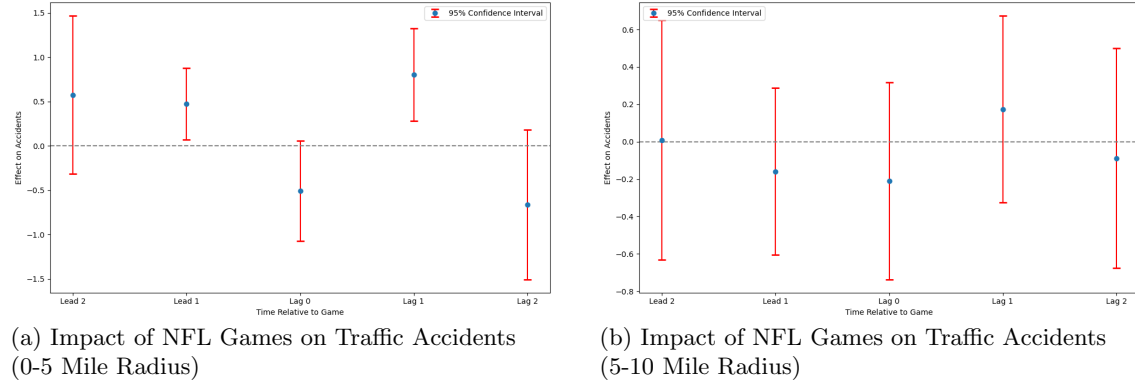 95% Confidence Interval
1.5
1.0
0.5
0.0
−0.5
−1.0
−1.5
Effect on Accidents
Lead 2 Lead 1 Lag 0 Lag 1 Lag 2
Time Relative to Game
(a) Impact of NFL Games on Traffic Accidents
(0-5 Mile Radius)
95% Confidence Interval
0.6
0.4
0.2
0.0
−0.2
−0.4
−0.6
−0.8
Effect on Accidents
Lead 2 Lead 1 Lag 0 Lag 1 Lag 2
Time Relative to Game
(b) Impact of NFL Games on Traffic Accidents
(5-10 Mile Radius)